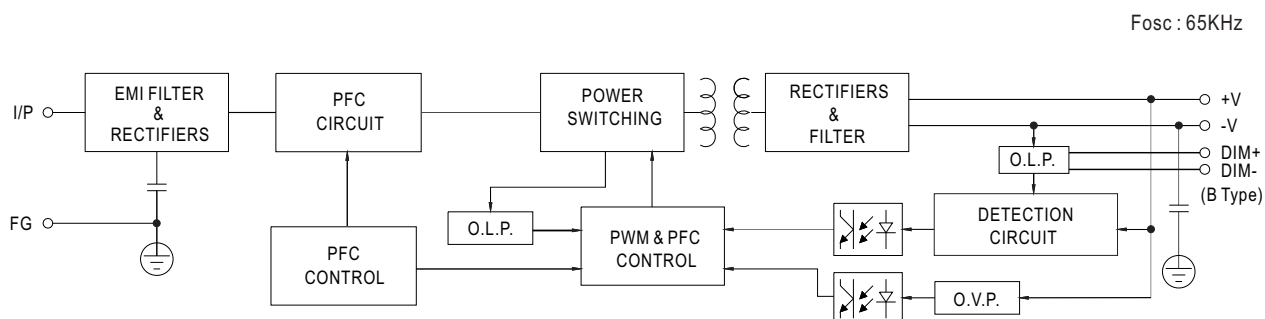 Fosc : 65KHz
I/P
EMI FILTER
&
RECTIFIERS
PFC
CIRCUIT
POWER
SWITCHING
RECTIFIERS
&
FILTER
+V
-V
DIM+
DIM-
(B Type)
O.L.P.
FG
O.L.P.
PFC
CONTROL
PWM & PFC
CONTROL
DETECTION
CIRCUIT
O.V.P.